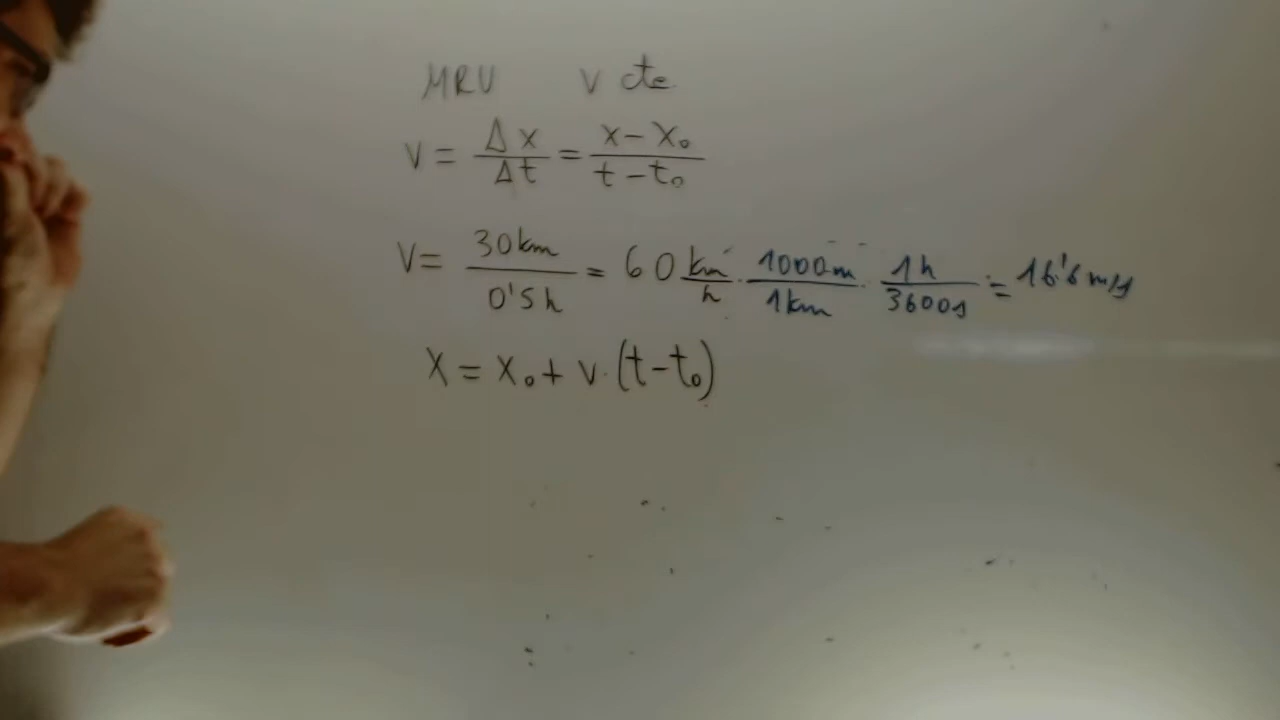 MRU v cte.
v = Δx/Δt = x - x₀/t - t₀
v = 30km/0'5h = 60 km/h · 1000m/1km · 1h/3600s = 16'6 m/s
x = x₀ + v · (t - t₀)